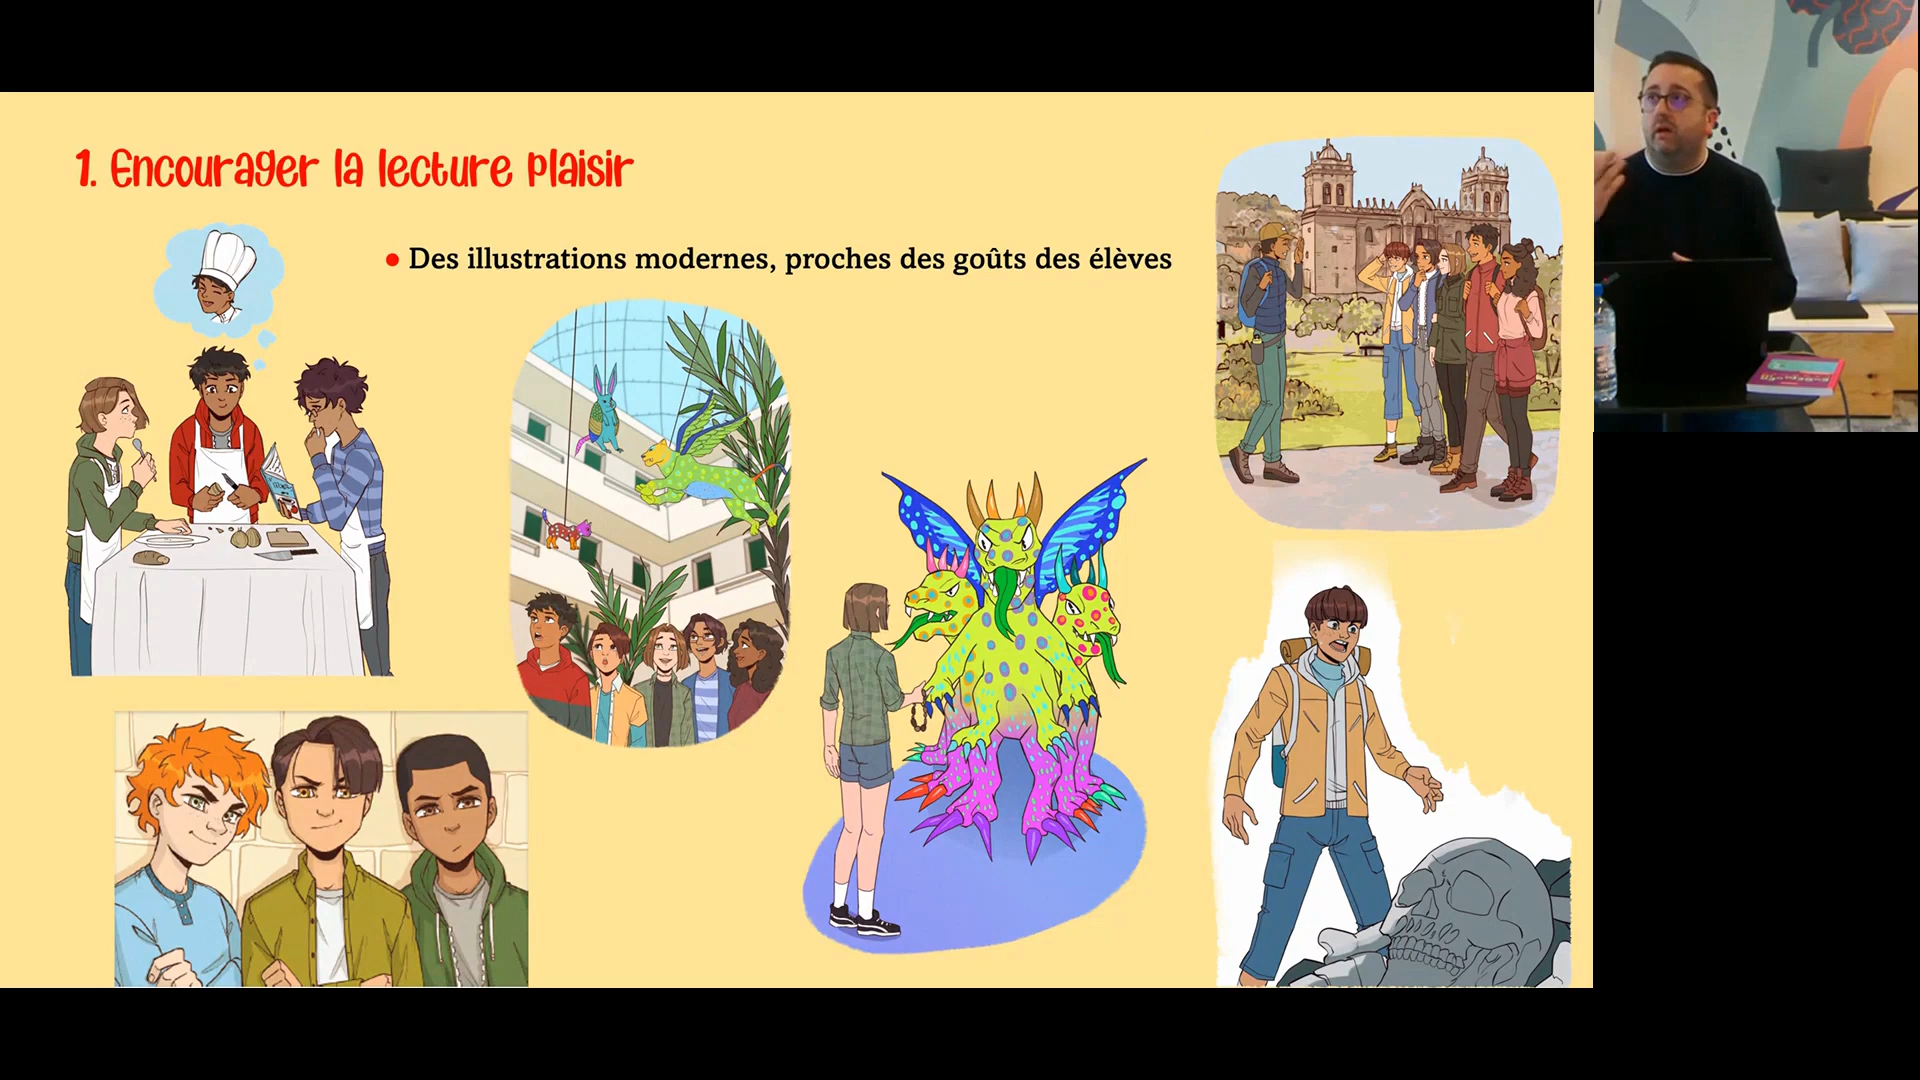 1. Encourager la lecture plaisir
• Des illustrations modernes, proches des goûts des élèves